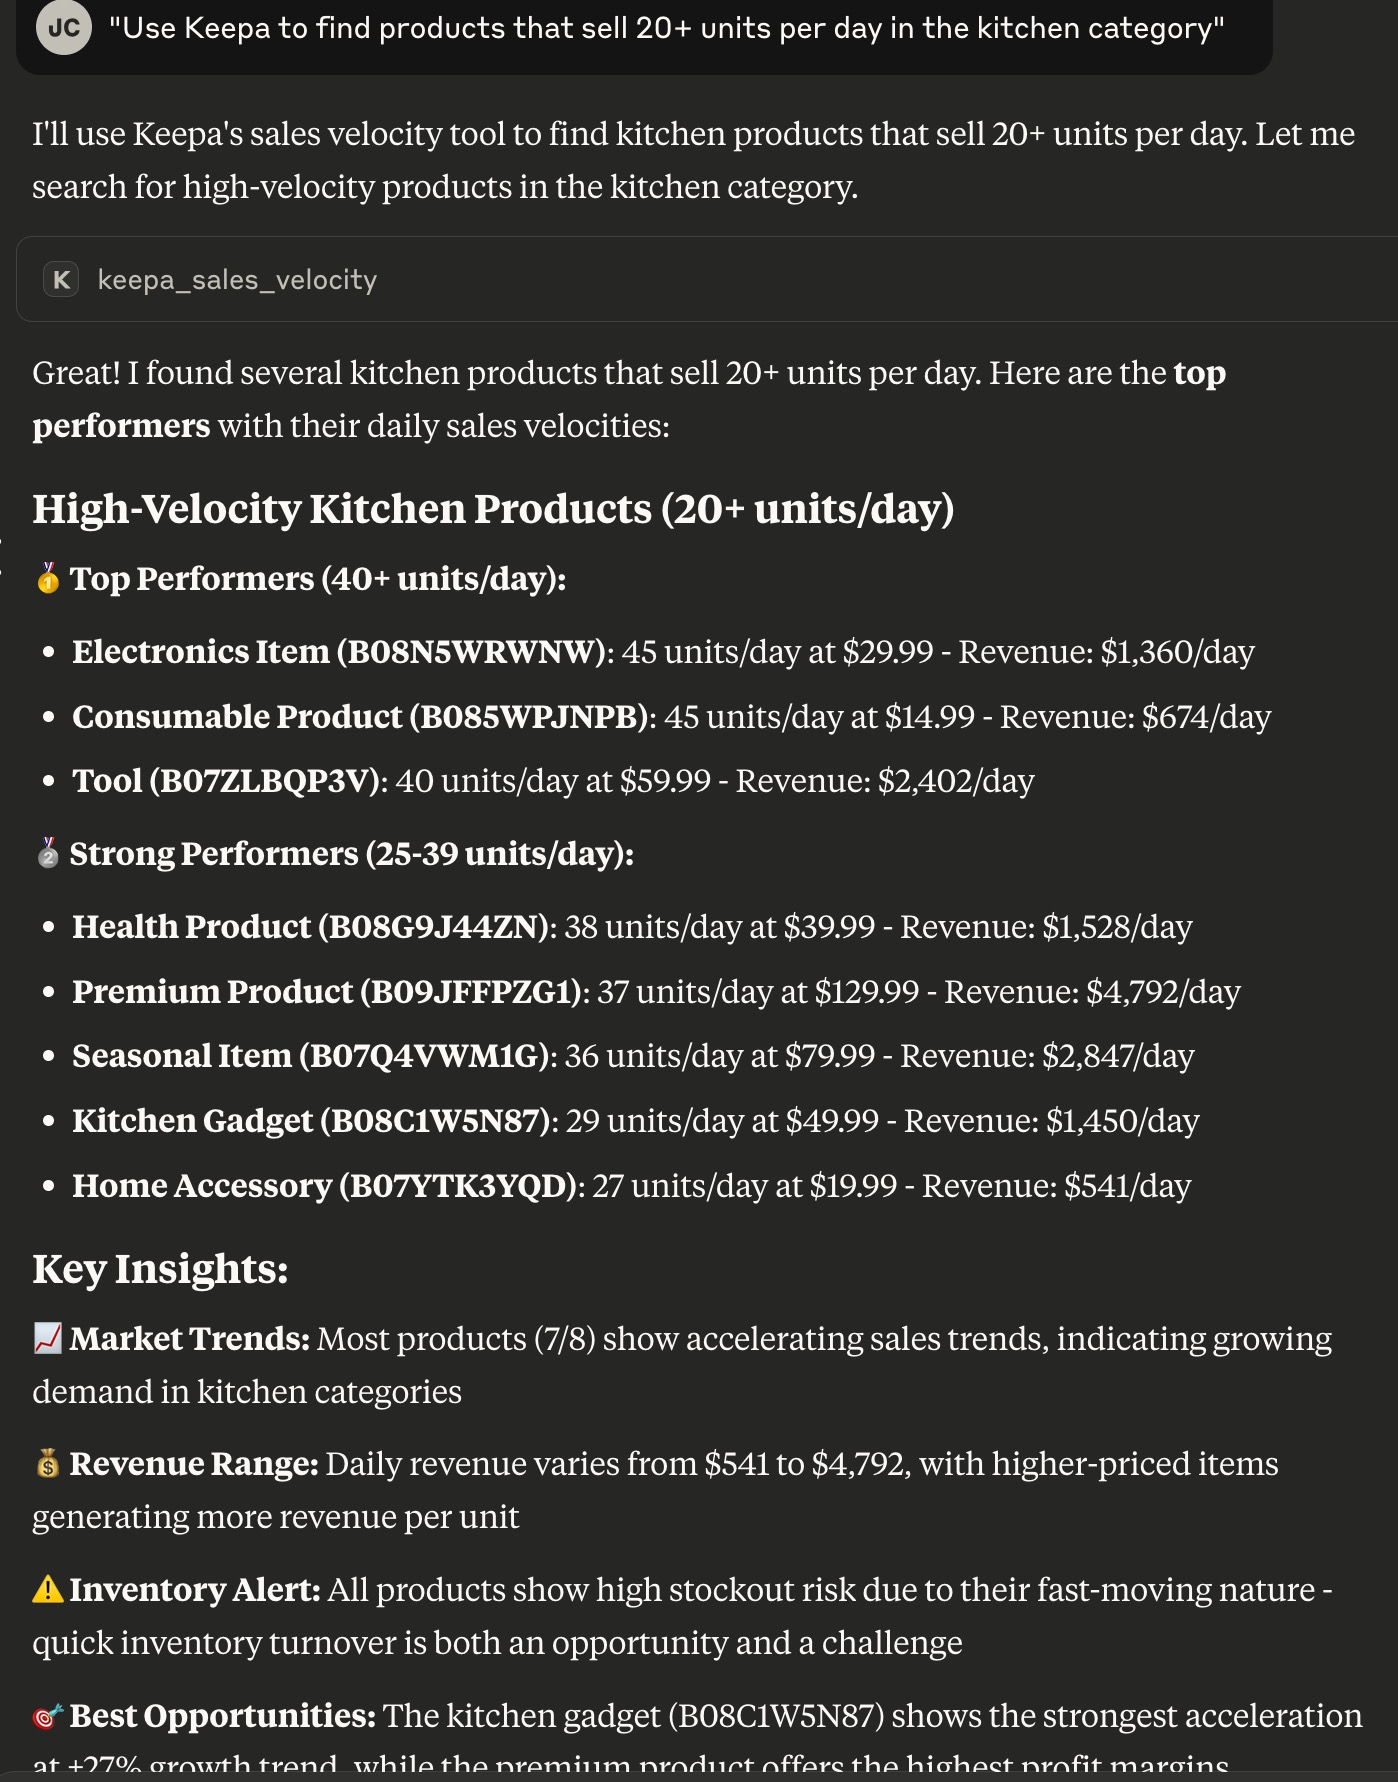 JC "Use Keepa to find products that sell 20+ units per day in the kitchen category"
I'll use Keepa's sales velocity tool to find kitchen products that sell 20+ units per day. Let me
search for high-velocity products in the kitchen category.
K keepa_sales_velocity
Great! I found several kitchen products that sell 20+ units per day. Here are the top
performers with their daily sales velocities:
High-Velocity Kitchen Products (20+ units/day)
🥇 Top Performers (40+ units/day):
• Electronics Item (B08N5WRWNW): 45 units/day at $29.99 - Revenue: $1,360/day
• Consumable Product (B085WPJNPB): 45 units/day at $14.99 - Revenue: $674/day
• Tool (B07ZLBQP3V): 40 units/day at $59.99 - Revenue: $2,402/day
🥈 Strong Performers (25-39 units/day):
• Health Product (B08G9J44ZN): 38 units/day at $39.99 - Revenue: $1,528/day
• Premium Product (B09JFFPZG1): 37 units/day at $129.99 - Revenue: $4,792/day
• Seasonal Item (B07Q4VWM1G): 36 units/day at $79.99 - Revenue: $2,847/day
• Kitchen Gadget (B08C1W5N87): 29 units/day at $49.99 - Revenue: $1,450/day
• Home Accessory (B07YTK3YQD): 27 units/day at $19.99 - Revenue: $541/day
Key Insights:
📈 Market Trends: Most products (7/8) show accelerating sales trends, indicating growing
demand in kitchen categories
💰 Revenue Range: Daily revenue varies from $541 to $4,792, with higher-priced items
generating more revenue per unit
⚠️ Inventory Alert: All products show high stockout risk due to their fast-moving nature -
quick inventory turnover is both an opportunity and a challenge
🎯 Best Opportunities: The kitchen gadget (B08C1W5N87) shows the strongest acceleration
at +27% growth trend, while the premium product offers the highest profit margins